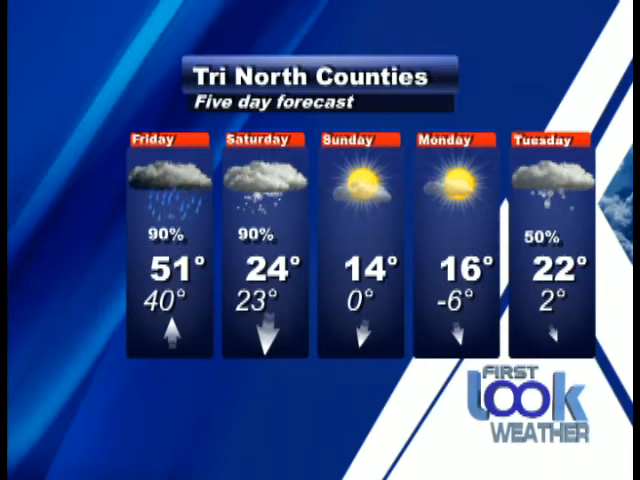 Tri North Counties
Five day forecast
Friday Saturday Sunday Monday Tuesday
90% 90% 50%
51° 24° 14° 16° 22°
40° 23° 0° -6° 2°
FIRST
Look
WEATHER